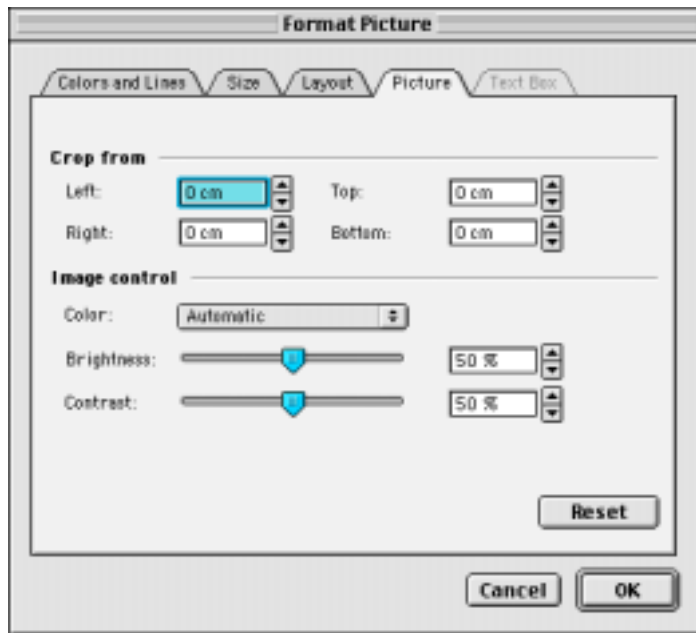 Format Picture
Colors and Lines Size Layout Picture Text Box
Crop from
Left: 0 cm Top: 0 cm
Right: 0 cm Bottom: 0 cm
Image control
Color: Automatic
Brightness: 50 %
Contrast: 50 %
Reset
Cancel OK